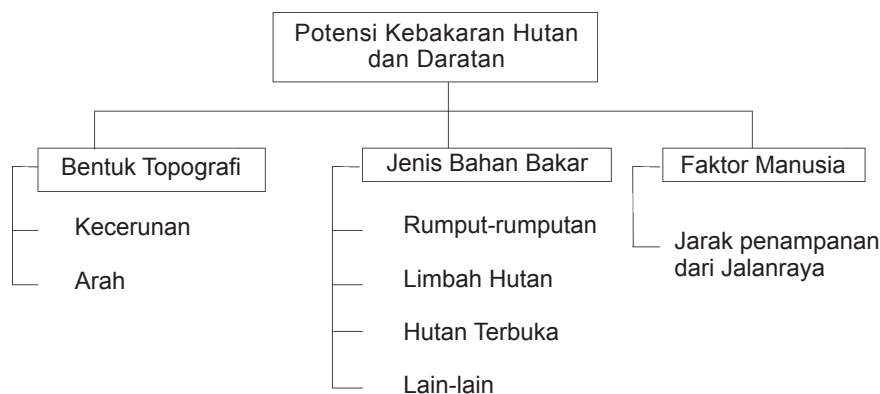 Potensi Kebakaran Hutan
dan Daratan
Bentuk Topografi
Kecerunan
Arah
Jenis Bahan Bakar
Rumput-rumputan
Limbah Hutan
Hutan Terbuka
Lain-lain
Faktor Manusia
Jarak penampanan
dari Jalanraya